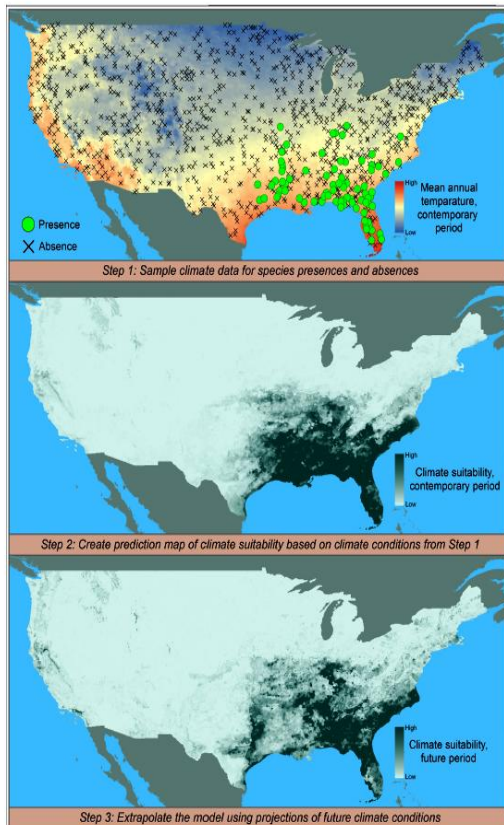 High
Mean annual
temparature,
contemporary
period
Low
Presence
Absence
Step 1: Sample climate data for species presences and absences
High
Climate suitability,
contemporary period
Low
Step 2: Create prediction map of climate suitability based on climate conditions from Step 1
High
Climate suitability,
future period
Low
Step 3: Extrapolate the model using projections of future climate conditions